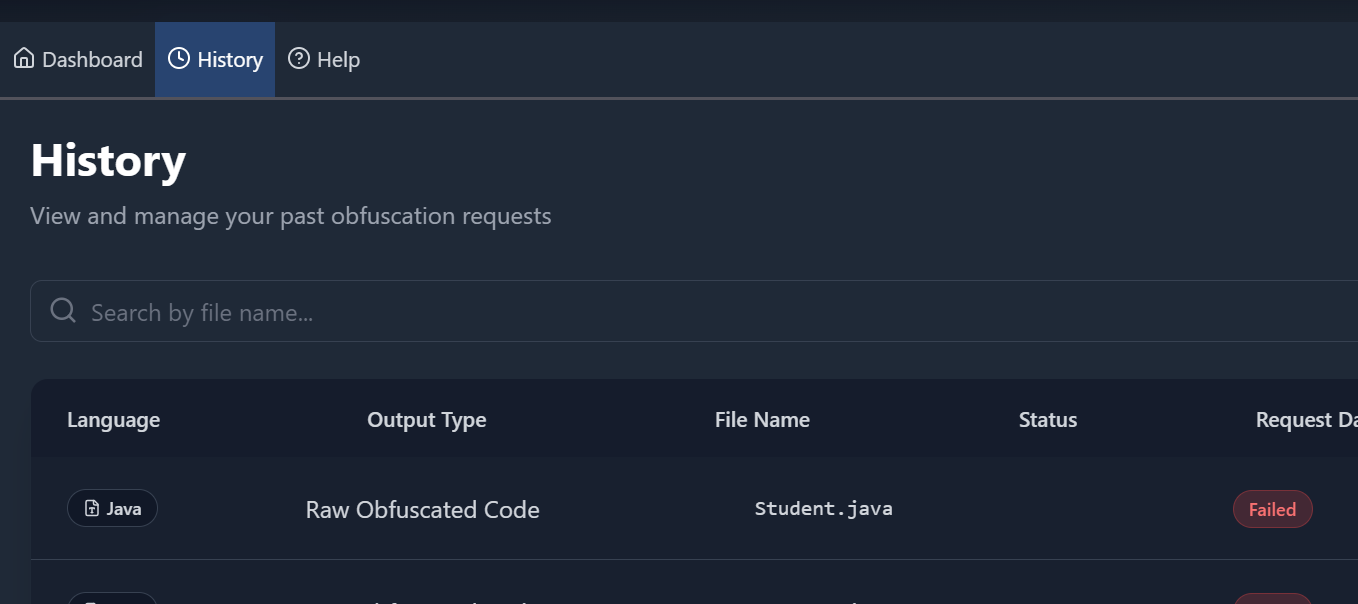 Dashboard History Help
History
View and manage your past obfuscation requests
Search by file name...
Language Output Type File Name Status Request Da
Java Raw Obfuscated Code Student.java Failed